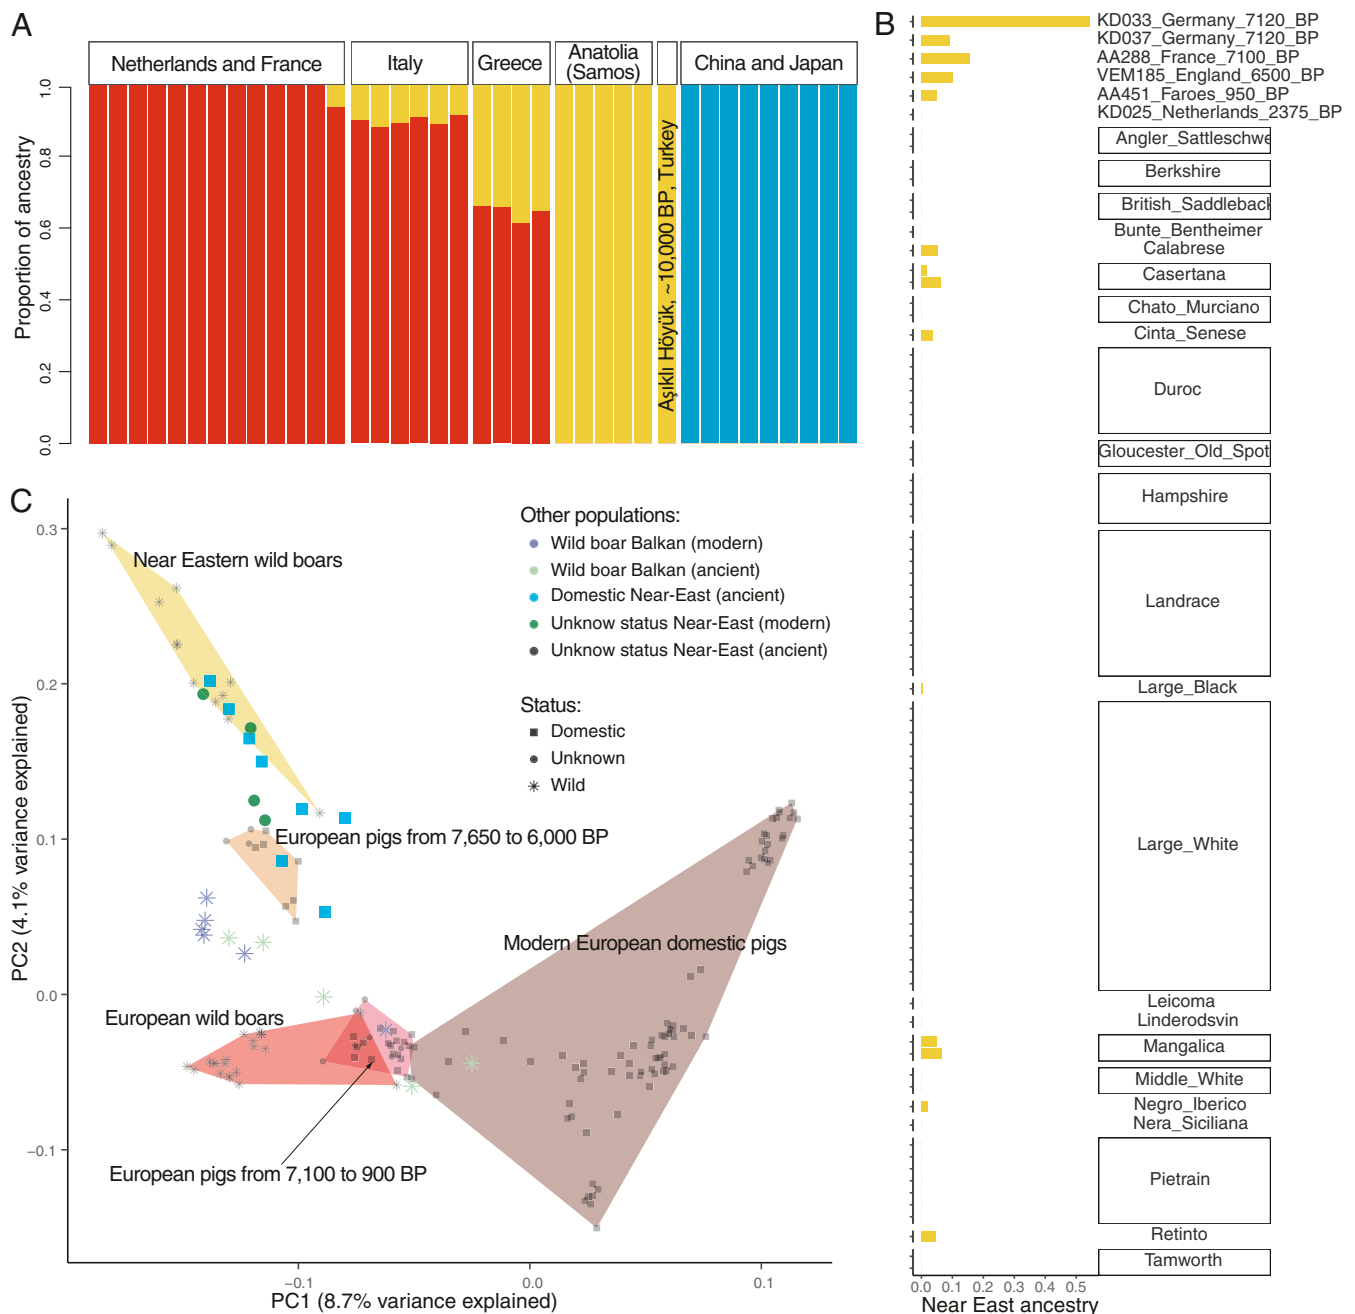 A
Netherlands and France
Italy
Greece
Anatolia
(Samos)
China and Japan
Proportion of ancestry
1.0
0.8
0.6
0.4
0.2
0.0
Aşıklı Höyük, ~10,000 BP, Turkey
B
KD033_Germany_7120_BP
KD037_Germany_7120_BP
AA288_France_7100_BP
VEM185_England_6500_BP
AA451_Faroes_950_BP
KD025_Netherlands_2375_BP
Angler_Sattleschwe
Berkshire
British_Saddleback
Bunte_Bentheimer
Calabrese
Casertana
Chato_Murciano
Cinta_Senese
Duroc
Gloucester_Old_Spot
Hampshire
Landrace
Large_Black
Large_White
Leicoma
Linderodsvin
Mangalica
Middle_White
Negro_Iberico
Nera_Siciliana
Pietrain
Retinto
Tamworth
0.0 0.1 0.2 0.3 0.4 0.5
Near East ancestry
C
Other populations:
Wild boar Balkan (modern)
Wild boar Balkan (ancient)
Domestic Near-East (ancient)
Unknow status Near-East (modern)
Unknow status Near-East (ancient)
Status:
Domestic
Unknown
Wild
Near Eastern wild boars
European pigs from 7,650 to 6,000 BP
Modern European domestic pigs
European wild boars
European pigs from 7,100 to 900 BP
PC2 (4.1% variance explained)
0.3
0.2
0.1
0.0
−0.1
−0.1 0.0 0.1
PC1 (8.7% variance explained)